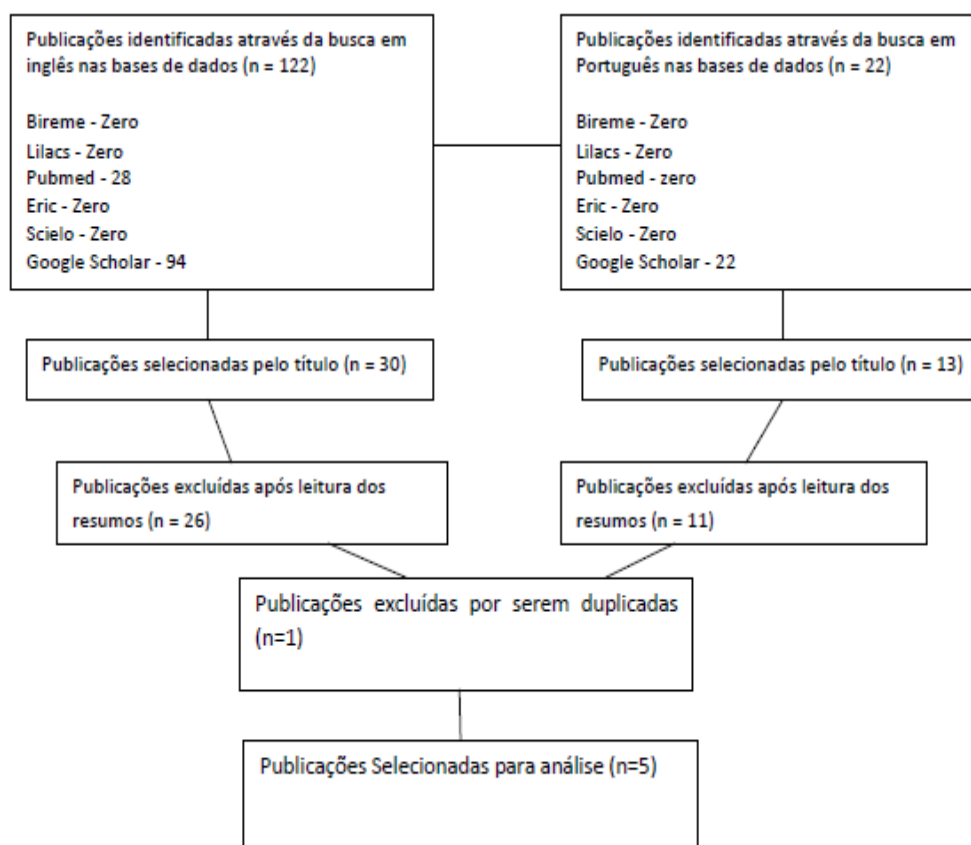 Publicações identificadas através da busca em
inglês nas bases de dados (n = 122)
Bireme - Zero
Lilacs - Zero
Pubmed - 28
Eric - Zero
Scielo - Zero
Google Scholar - 94
Publicações identificadas através da busca em
Português nas bases de dados (n = 22)
Bireme - Zero
Lilacs - Zero
Pubmed - zero
Eric - Zero
Scielo - Zero
Google Scholar - 22
Publicações selecionadas pelo título (n = 30)
Publicações selecionadas pelo título (n = 13)
Publicações excluídas após leitura dos
resumos (n = 26)
Publicações excluídas após leitura dos
resumos (n = 11)
Publicações excluídas por serem duplicadas
(n=1)
Publicações Selecionadas para análise (n=5)